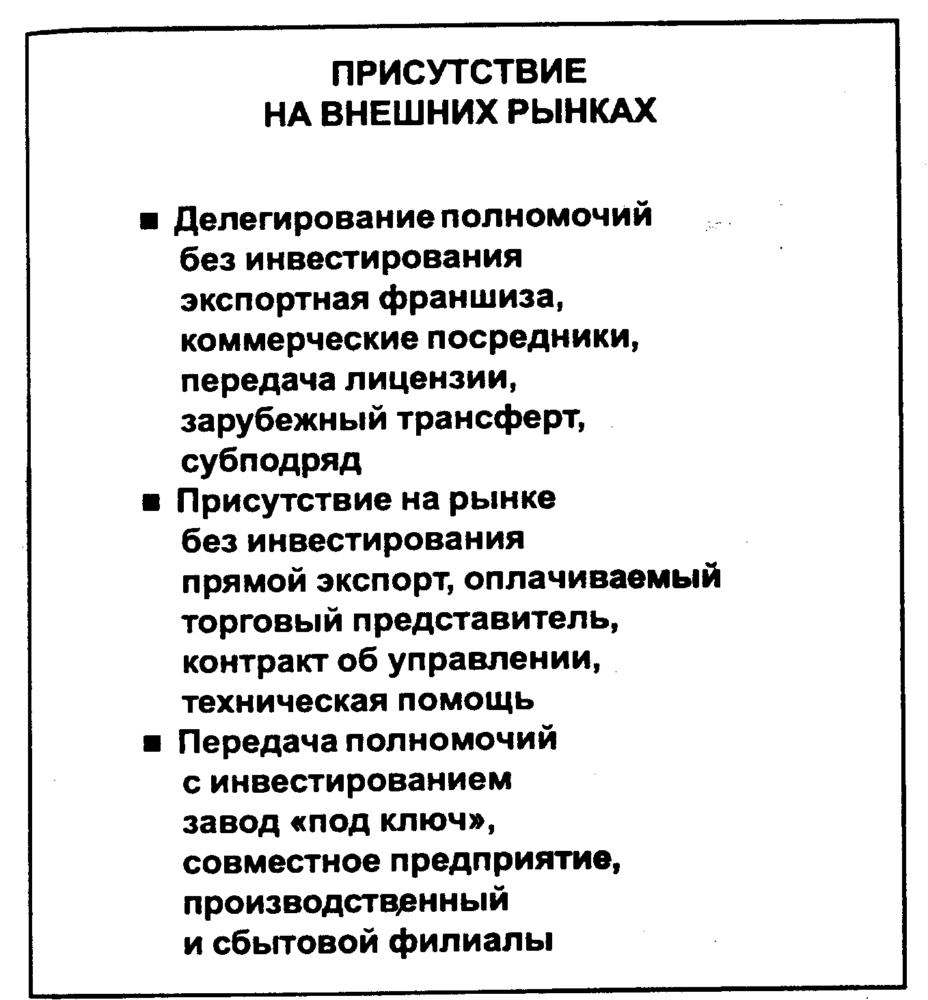 ПРИСУТСТВИЕ
НА ВНЕШНИХ РЫНКАХ
■ Делегирование полномочий
без инвестирования
экспортная франшиза,
коммерческие посредники,
передача лицензии,
зарубежный трансферт,
субподряд
■ Присутствие на рынке
без инвестирования
прямой экспорт, оплачиваемый
торговый представитель,
контракт об управлении,
техническая помощь
■ Передача полномочий
с инвестированием
завод «под ключ»,
совместное предприятие,
производственный
и сбытовой филиалы